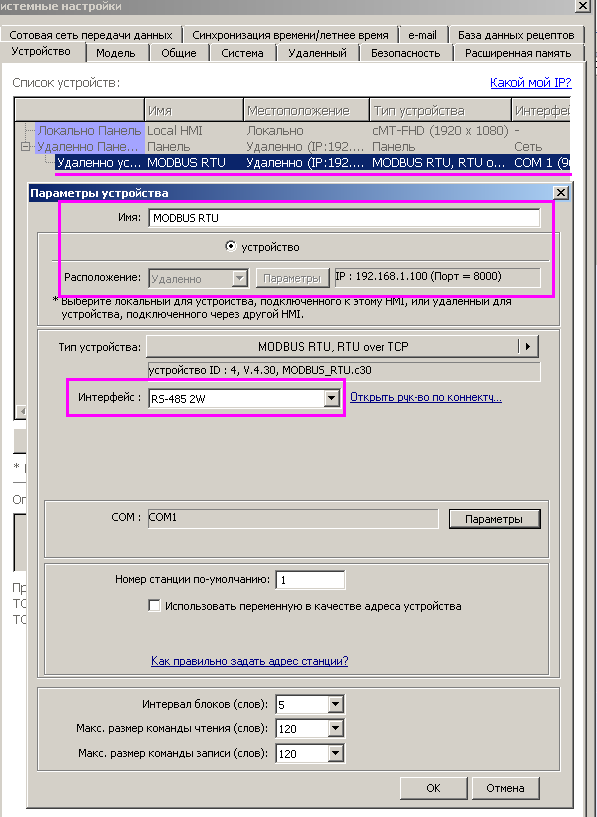 истемные настройки
Сотовая сеть передачи данных Синхронизация времени/летнее время e-mail База данных рецептов
Устройство Модель Общие Система Удаленный Безопасность Расширенная память
Список устройств: Какой мой IP?
Имя Местоположение Тип устройства Интерфей
Локально Панель Local HMI Локально cMT-FHD (1920 x 1080) -
Удаленно Пане... Панель Удаленно (IP:192.... Панель Сеть
Удаленно ус... MODBUS RTU Удаленно (IP:192.... MODBUS RTU, RTU o... COM 1 (9
Параметры устройства
Имя: MODBUS RTU
устройство
Расположение: Удаленно Параметры IP : 192.168.1.100 (Порт = 8000)
* Выберите локальный для устройства, подключенного к этому HMI, или удаленный для
устройства, подключенного через другой HMI.
Тип устройства: MODBUS RTU, RTU over TCP
устройство ID : 4, V.4.30, MODBUS_RTU.c30
Интерфейс : RS-485 2W Открыть рук-во по коннекту...
COM : COM1 Параметры
Номер станции по-умолчанию: 1
Использовать переменную в качестве адреса устройства
Как правильно задать адрес станции?
Интервал блоков (слов): 5
Макс. размер команды чтения (слов): 120
Макс. размер команды записи (слов): 120
OK Отмена